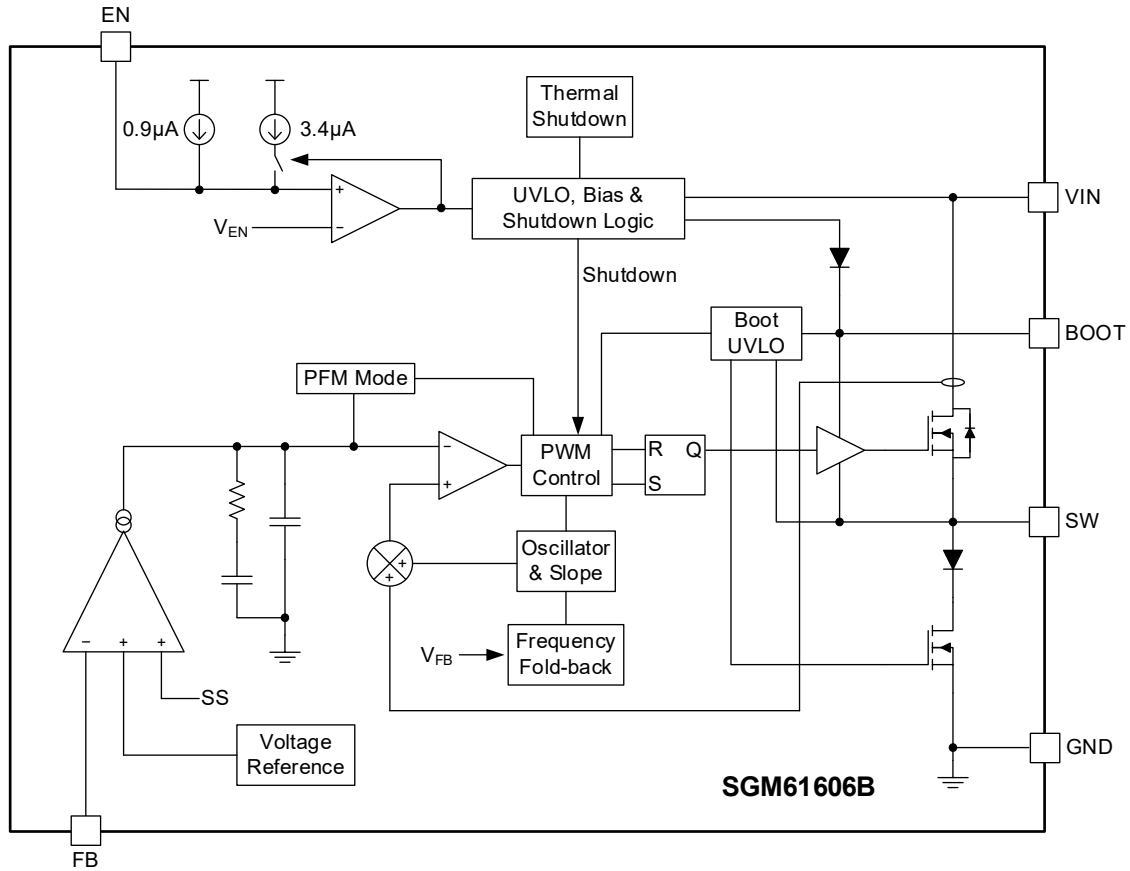 EN
Thermal
Shutdown
0.9µA
3.4µA
+
UVLO, Bias &
Shutdown Logic
VIN
V_EN
−
Shutdown
Boot
UVLO
BOOT
PFM Mode
−
PWM
Control
R
Q
S
+
SW
Oscillator
& Slope
+
+
Frequency
Fold-back
V_FB
− + +
SS
Voltage
Reference
GND
SGM61606B
FB